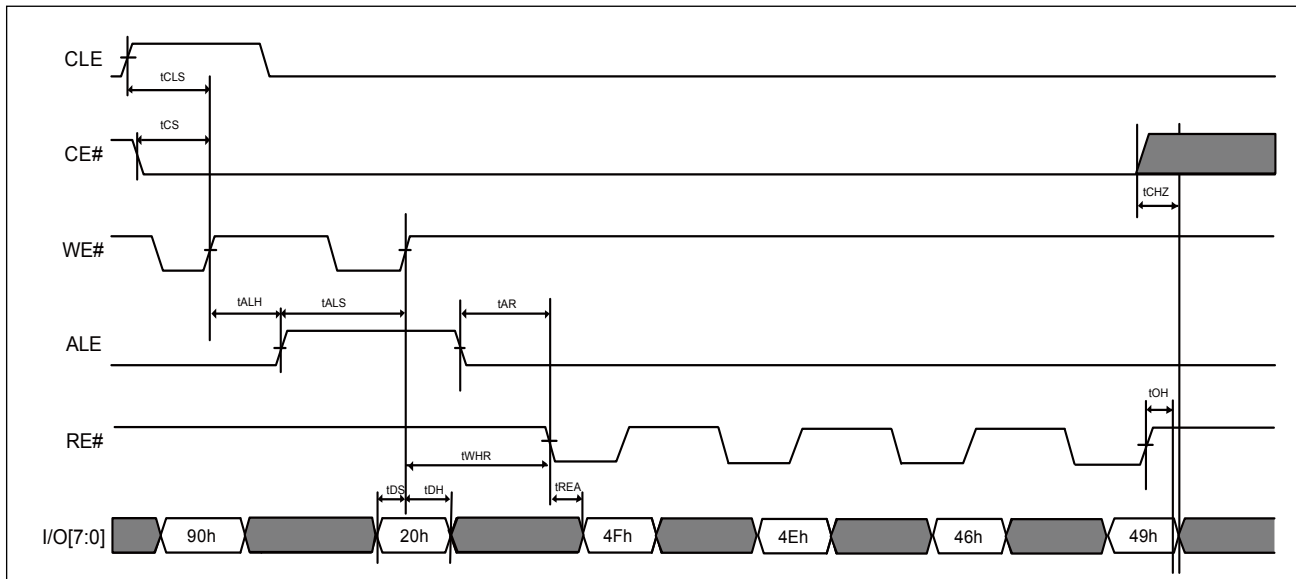 CLE
tCLS
tCS
CE#
tCHZ
WE#
tALH tALS tAR
ALE
tOH
RE#
tWHR
tDS tDH tREA
I/O[7:0] 90h 20h 4Fh 4Eh 46h 49h